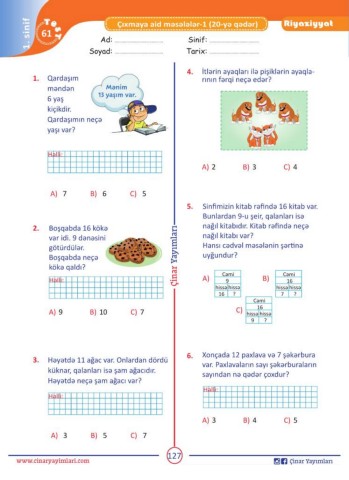 1. sinif
Test
61
Çıxmaya aid məsələlər-1 (20-yə qədər)
Riyaziyyat
Ad: ........................
Sinif: ........................
Soyad: ........................
Tarix: ........................
1. Qardaşım
məndən
6 yaş
kiçikdir.
Qardaşımın neçə
yaşı var?
Mənim
13 yaşım var.
Həlli:
A) 7 B) 6 C) 5
2. Boşqabda 16 kökə
var idi. 9 dənəsini
götürdülər.
Boşqabda neçə
kökə qaldı?
Həlli:
A) 9 B) 10 C) 7
3. Həyətdə 11 ağac var. Onlardan dördü
küknar, qalanları isə şam ağacıdır.
Həyətdə neçə şam ağacı var?
Həlli:
A) 3 B) 5 C) 7
Çinar Yayımları
4. İtlərin ayaqları ilə pişiklərin ayaqla-
rının fərqi neçə edər?
A) 2 B) 3 C) 4
5. Sinfimizin kitab rəfində 16 kitab var.
Bunlardan 9-u şeir, qalanları isə
nağıl kitabıdır. Kitab rəfində neçə
nağıl kitabı var?
Hansı cədvəl məsələnin şərtinə
uyğundur?
A)
Cəmi
9
hissə hissə
16 ?
B)
Cəmi
16
hissə hissə
7 ?
C)
Cəmi
16
hissə hissə
9 ?
6. Xonçada 12 paxlava və 7 şəkərbura
var. Paxlavaların sayı şəkərburaların
sayından nə qədər çoxdur?
Həlli:
A) 3 B) 4 C) 5
www.cinaryayimlari.com
127
Çinar Yayımları